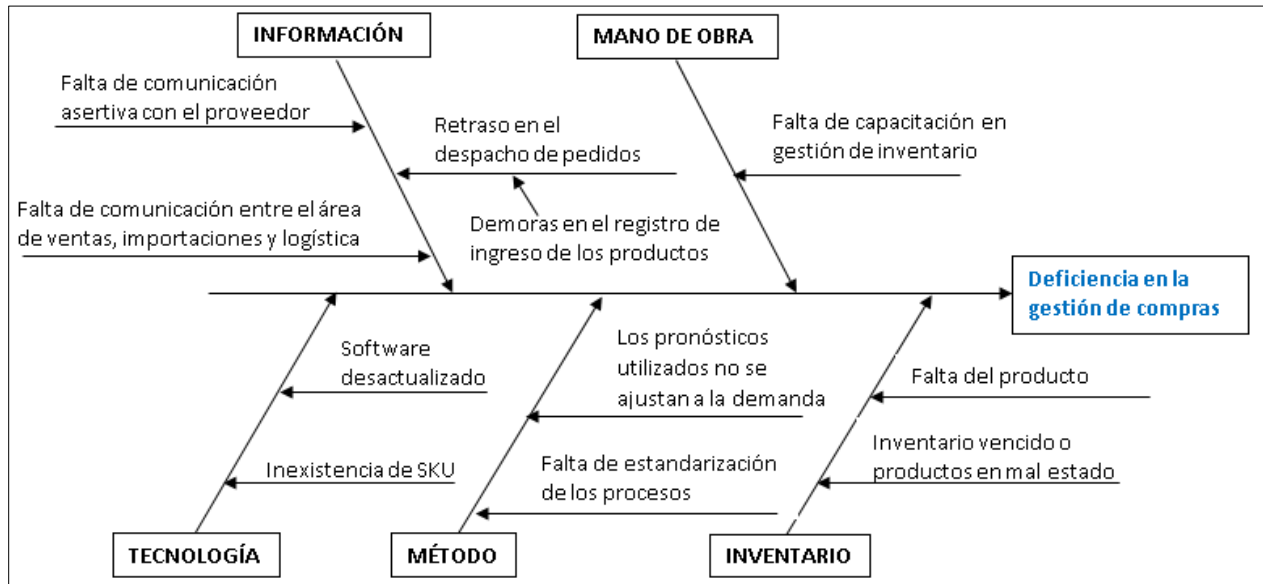 INFORMACIÓN
MANO DE OBRA
Falta de comunicación
asertiva con el proveedor
Retraso en el
despacho de pedidos
Falta de capacitación en
gestión de inventario
Falta de comunicación entre el área
de ventas, importaciones y logística
Demoras en el registro de
ingreso de los productos
Deficiencia en la
gestión de compras
Software
desactualizado
Los pronósticos
utilizados no se
ajustan a la demanda
Falta del producto
Inexistencia de SKU
Falta de estandarización
de los procesos
Inventario vencido o
productos en mal estado
TECNOLOGÍA
MÉTODO
INVENTARIO